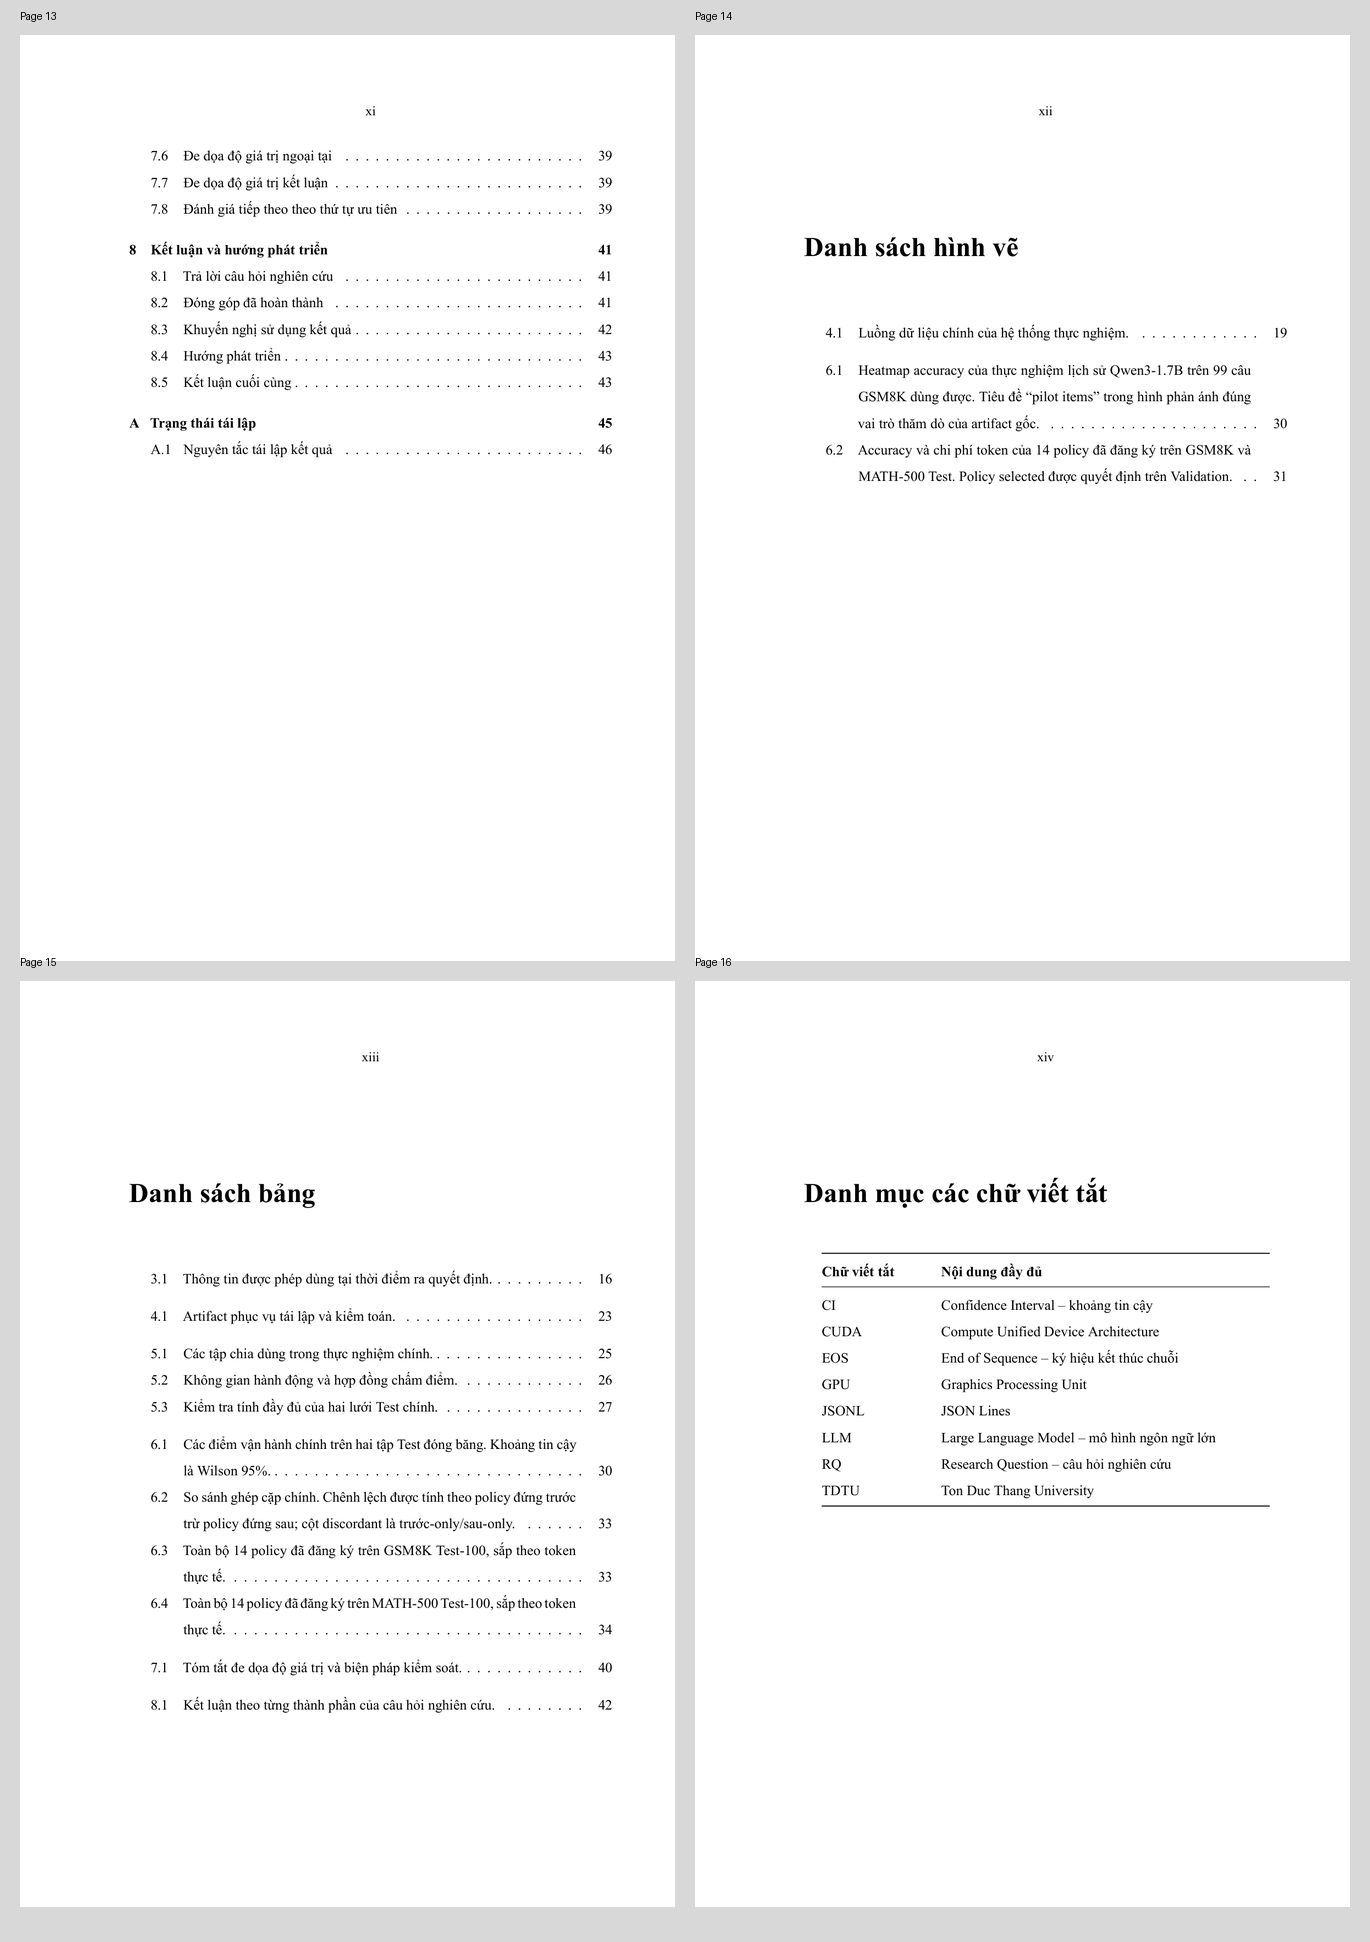 Page 13
xi
7.6 Đe dọa độ giá trị ngoại tại . . . . . . . . . . . . . . . . . . . . . . . . 39
7.7 Đe dọa độ giá trị kết luận . . . . . . . . . . . . . . . . . . . . . . . . . 39
7.8 Đánh giá tiếp theo theo thứ tự ưu tiên . . . . . . . . . . . . . . . . . . 39
8 Kết luận và hướng phát triển 41
8.1 Trả lời câu hỏi nghiên cứu . . . . . . . . . . . . . . . . . . . . . . . . 41
8.2 Đóng góp đã hoàn thành . . . . . . . . . . . . . . . . . . . . . . . . . 41
8.3 Khuyến nghị sử dụng kết quả . . . . . . . . . . . . . . . . . . . . . . . 42
8.4 Hướng phát triển . . . . . . . . . . . . . . . . . . . . . . . . . . . . . . 43
8.5 Kết luận cuối cùng . . . . . . . . . . . . . . . . . . . . . . . . . . . . . 43
A Trạng thái tái lập 45
A.1 Nguyên tắc tái lập kết quả . . . . . . . . . . . . . . . . . . . . . . . . 46
Page 14
xii
Danh sách hình vẽ
4.1 Luồng dữ liệu chính của hệ thống thực nghiệm. . . . . . . . . . . . . 19
6.1 Heatmap accuracy của thực nghiệm lịch sử Qwen3-1.7B trên 99 câu
GSM8K dùng được. Tiêu đề “pilot items” trong hình phản ánh đúng
vai trò thăm dò của artifact gốc. . . . . . . . . . . . . . . . . . . . . . 30
6.2 Accuracy và chi phí token của 14 policy đã đăng ký trên GSM8K và
MATH-500 Test. Policy selected được quyết định trên Validation. . . 31
Page 15
xiii
Danh sách bảng
3.1 Thông tin được phép dùng tại thời điểm ra quyết định. . . . . . . . . . 16
4.1 Artifact phục vụ tái lập và kiểm toán. . . . . . . . . . . . . . . . . . . 23
5.1 Các tập chia dùng trong thực nghiệm chính. . . . . . . . . . . . . . . . 25
5.2 Không gian hành động và hợp đồng chấm điểm. . . . . . . . . . . . . 26
5.3 Kiểm tra tính đầy đủ của hai lưới Test chính. . . . . . . . . . . . . . . 27
6.1 Các điểm vận hành chính trên hai tập Test đóng băng. Khoảng tin cậy
là Wilson 95%. . . . . . . . . . . . . . . . . . . . . . . . . . . . . . . . 30
6.2 So sánh ghép cặp chính. Chênh lệch được tính theo policy đứng trước
trừ policy đứng sau; cột discordant là trước-only/sau-only. . . . . . . 33
6.3 Toàn bộ 14 policy đã đăng ký trên GSM8K Test-100, sắp theo token
thực tế. . . . . . . . . . . . . . . . . . . . . . . . . . . . . . . . . . . . 33
6.4 Toàn bộ 14 policy đã đăng ký trên MATH-500 Test-100, sắp theo token
thực tế. . . . . . . . . . . . . . . . . . . . . . . . . . . . . . . . . . . . 34
7.1 Tóm tắt đe dọa độ giá trị và biện pháp kiểm soát. . . . . . . . . . . . . 40
8.1 Kết luận theo từng thành phần của câu hỏi nghiên cứu. . . . . . . . . 42
Page 16
xiv
Danh mục các chữ viết tắt
Chữ viết tắt Nội dung đầy đủ
CI Confidence Interval – khoảng tin cậy
CUDA Compute Unified Device Architecture
EOS End of Sequence – ký hiệu kết thúc chuỗi
GPU Graphics Processing Unit
JSONL JSON Lines
LLM Large Language Model – mô hình ngôn ngữ lớn
RQ Research Question – câu hỏi nghiên cứu
TDTU Ton Duc Thang University